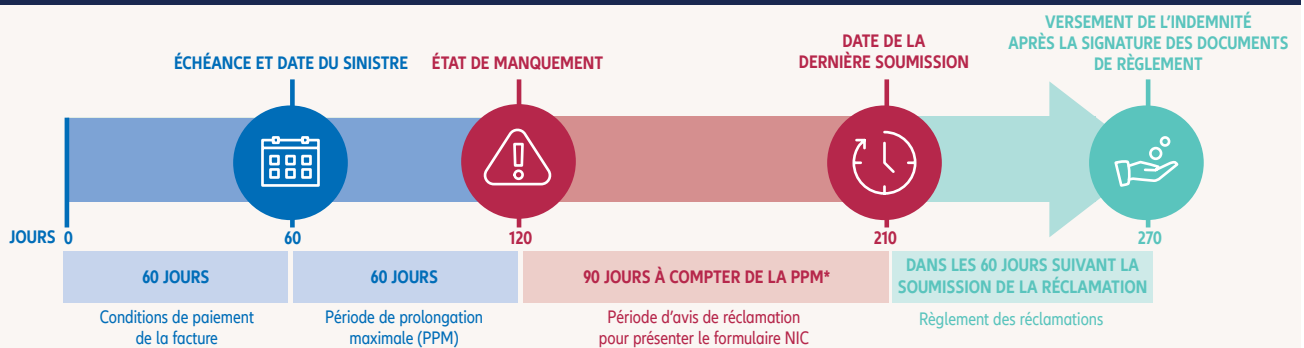 VERSEMENT DE L'INDEMNITÉ
APRÈS LA SIGNATURE DES DOCUMENTS
DE RÈGLEMENT
DATE DE LA
DERNIÈRE SOUMISSION
ÉCHÉANCE ET DATE DU SINISTRE
ÉTAT DE MANQUEMENT
JOURS 0
60
120
210
270
60 JOURS
60 JOURS
90 JOURS À COMPTER DE LA PPM*
DANS LES 60 JOURS SUIVANT LA
SOUMISSION DE LA RÉCLAMATION
Conditions de paiement
de la facture
Période de prolongation
maximale (PPM)
Période d'avis de réclamation
pour présenter le formulaire NIC
Règlement des réclamations